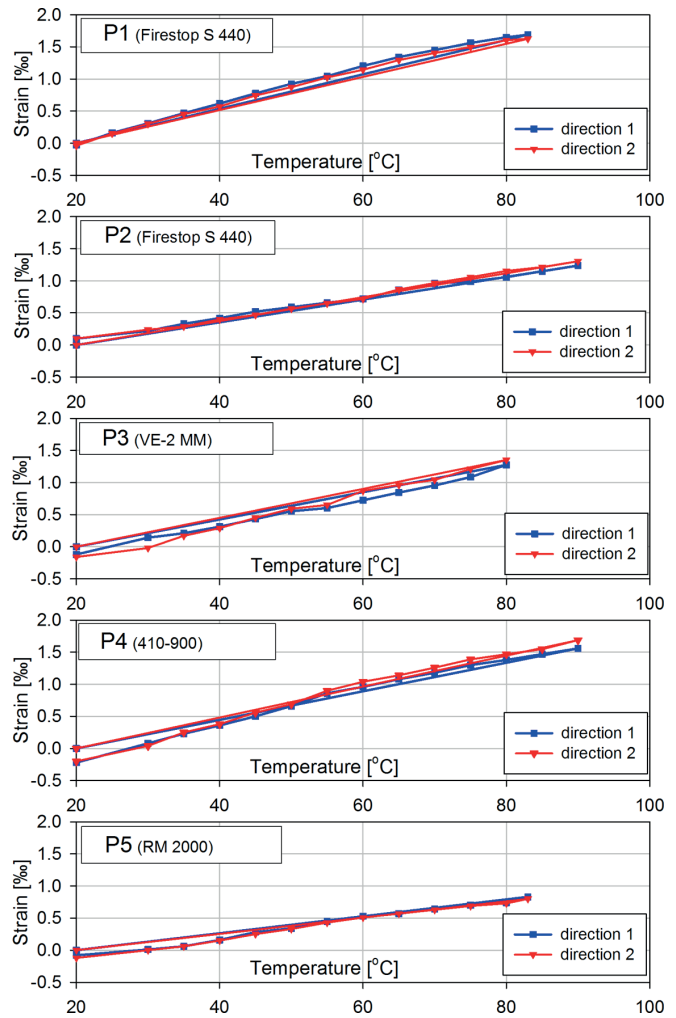 P1 (Firestop S 440)
Strain [‰]
2.0
1.5
1.0
0.5
0.0
-0.5
direction 1
direction 2
Temperature [°C]
20 40 60 80 100
P2 (Firestop S 440)
Strain [‰]
2.0
1.5
1.0
0.5
0.0
-0.5
direction 1
direction 2
Temperature [°C]
20 40 60 80 100
P3 (VE-2 MM)
Strain [‰]
2.0
1.5
1.0
0.5
0.0
-0.5
direction 1
direction 2
Temperature [°C]
20 40 60 80 100
P4 (410-900)
Strain [‰]
2.0
1.5
1.0
0.5
0.0
-0.5
direction 1
direction 2
Temperature [°C]
20 40 60 80 100
P5 (RM 2000)
Strain [‰]
2.0
1.5
1.0
0.5
0.0
-0.5
direction 1
direction 2
Temperature [°C]
20 40 60 80 100